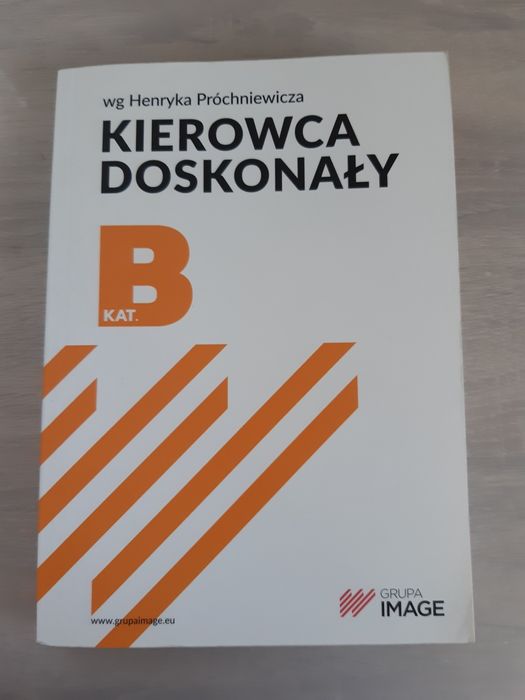 wg Henryka Próchniewicza
KIEROWCA
DOSKONAŁY
B
KAT.
www.grupaimage.eu
GRUPA
IMAGE